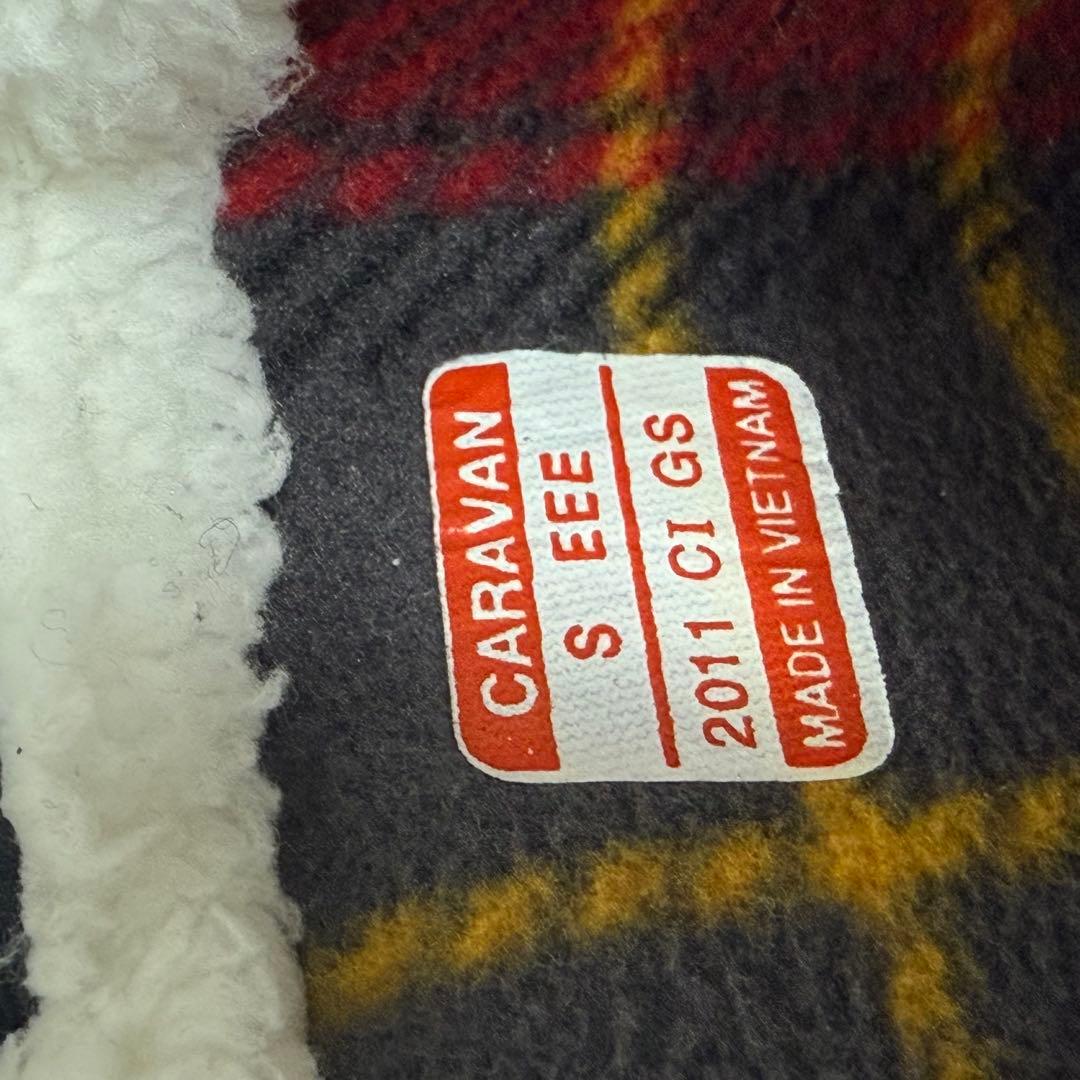 CARAVAN
S EEE
2011 CI GS
MADE IN VIETNAM